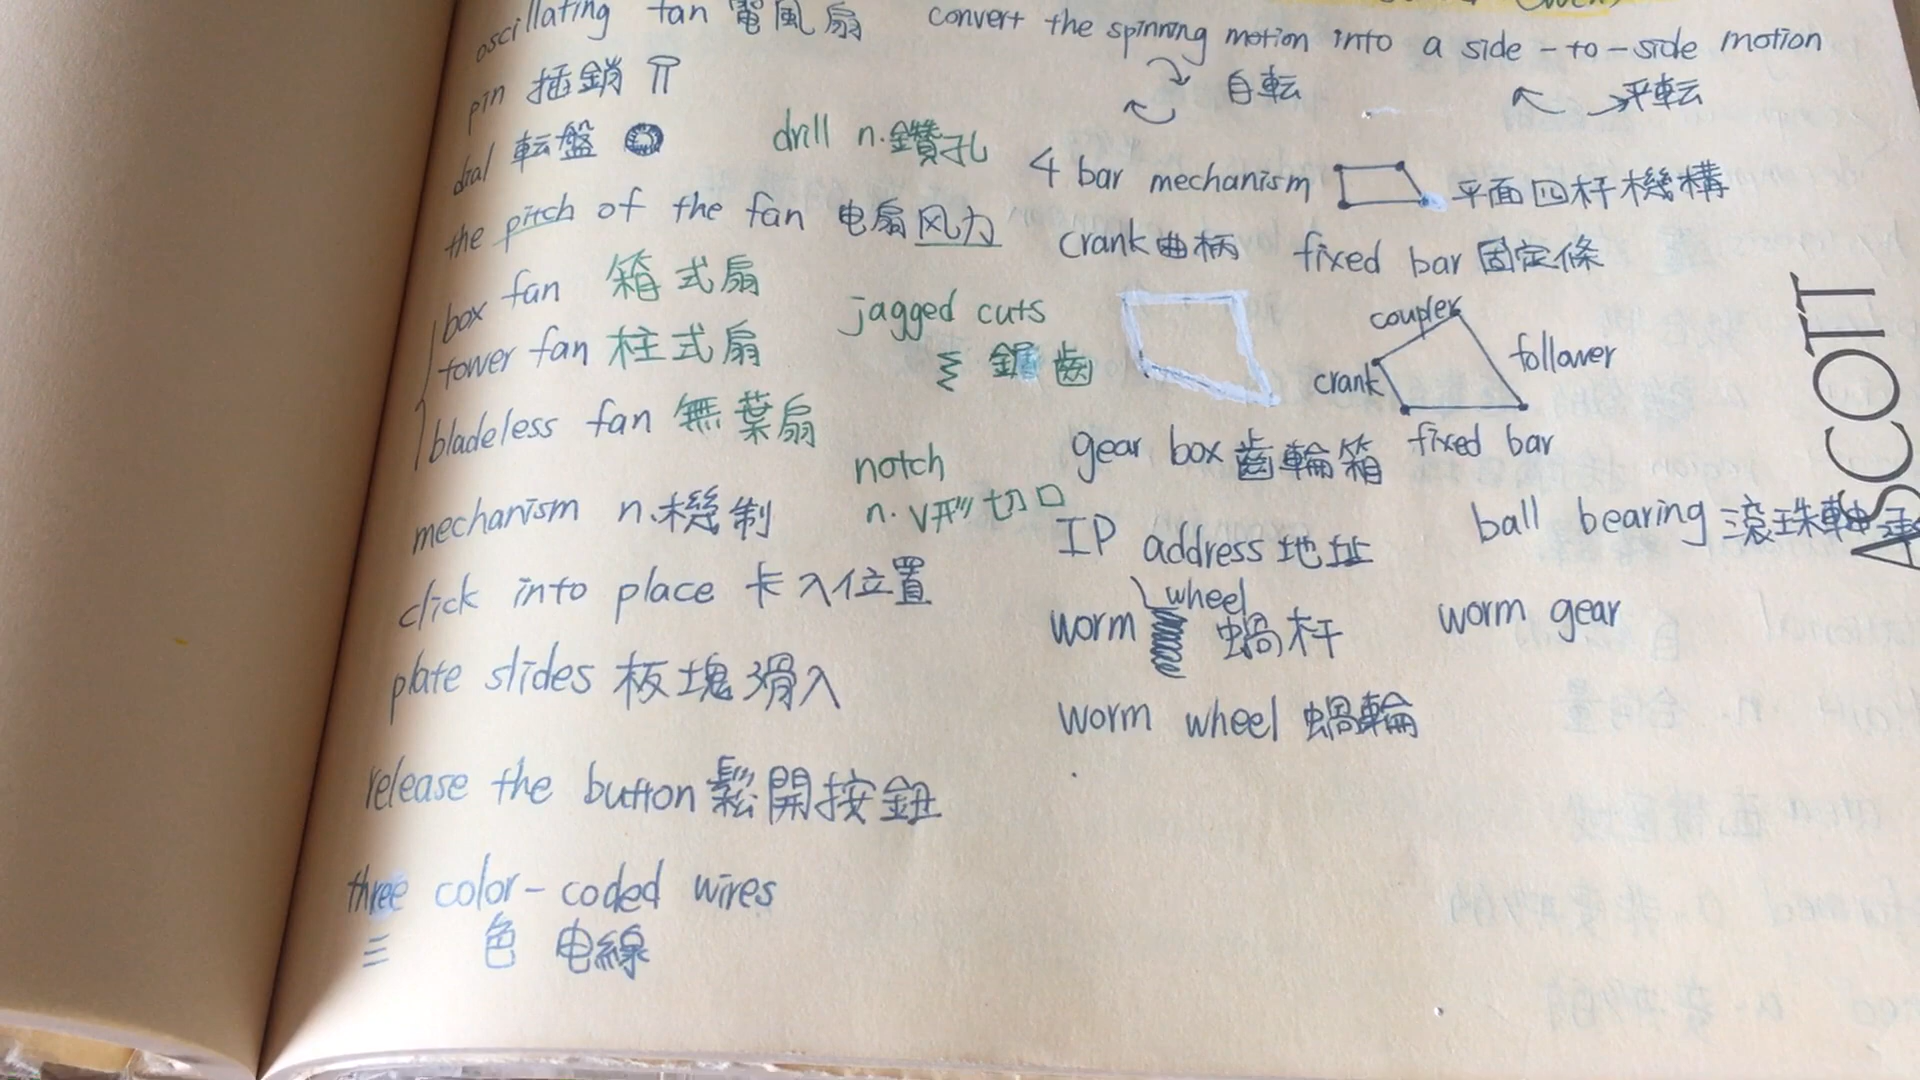 oscillating fan 電風扇
convert the spinning motion into a side-to-side motion
自転 平転
pin 插銷
dial 転盤
drill n.鑽孔
4 bar mechanism 平面四杆機構
the pitch of the fan 电扇风力
crank 曲柄 fixed bar 固定條
box fan 箱式扇
jagged cuts
鋸齒
tower fan 柱式扇
coupler
follower
crank
fixed bar
bladeless fan 無葉扇
gear box 齒輪箱
notch
n. V形切口
mechanism n.機制
IP address 地址
ball bearing 滾珠軸承
click into place 卡入位置
wheel
worm 蝸杆
worm gear
plate slides 板塊滑入
worm wheel 蝸輪
release the button 鬆開按鈕
three color-coded wires
三 色 电線
ASCOTT